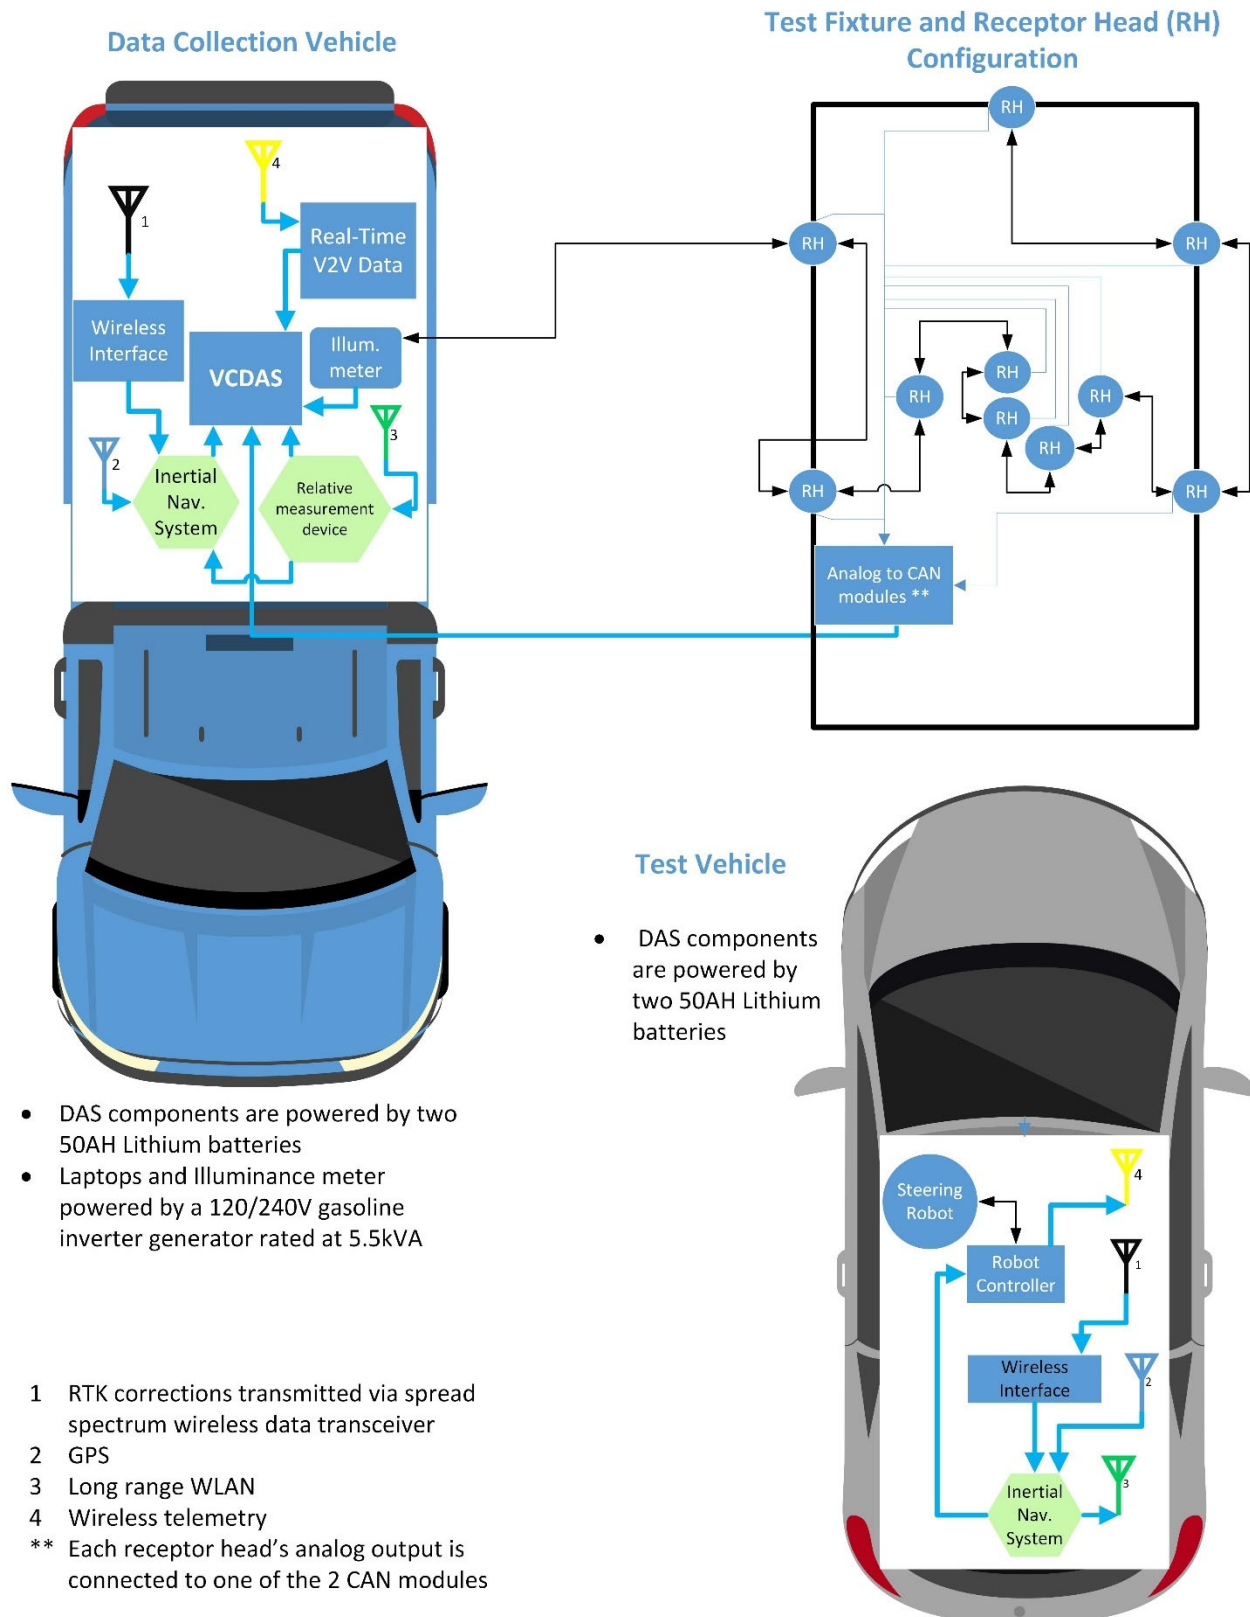 Data Collection Vehicle
Test Fixture and Receptor Head (RH)
Configuration
4
1
Real-Time
V2V Data
Wireless
Interface
VCDAS
Illum.
meter
2
3
Inertial
Nav.
System
Relative
measurement
device
RH
RH
RH
RH
RH
RH
RH
RH
RH
RH
Analog to CAN
modules **
Test Vehicle
• DAS components
are powered by
two 50AH Lithium
batteries
• DAS components are powered by two
50AH Lithium batteries
• Laptops and Illuminance meter
powered by a 120/240V gasoline
inverter generator rated at 5.5kVA
Steering
Robot
4
Robot
Controller
1
Wireless
Interface
2
Inertial
Nav.
System
3
1 RTK corrections transmitted via spread
spectrum wireless data transceiver
2 GPS
3 Long range WLAN
4 Wireless telemetry
** Each receptor head’s analog output is
connected to one of the 2 CAN modules